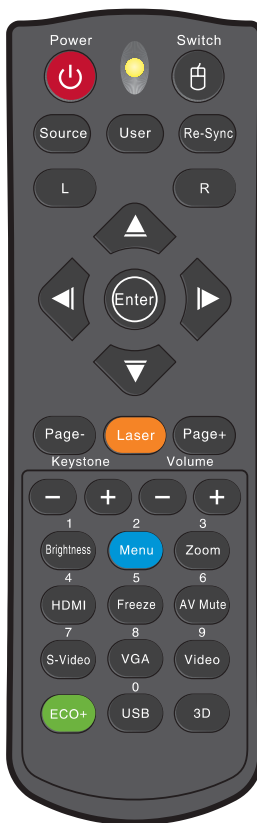 Power Switch
Source User Re-Sync
L R
Enter
Page- Laser Page+
Keystone Volume
− + − +
1 2 3
Brightness Menu Zoom
4 5 6
HDMI Freeze AV Mute
7 8 9
S-Video VGA Video
0
ECO+ USB 3D